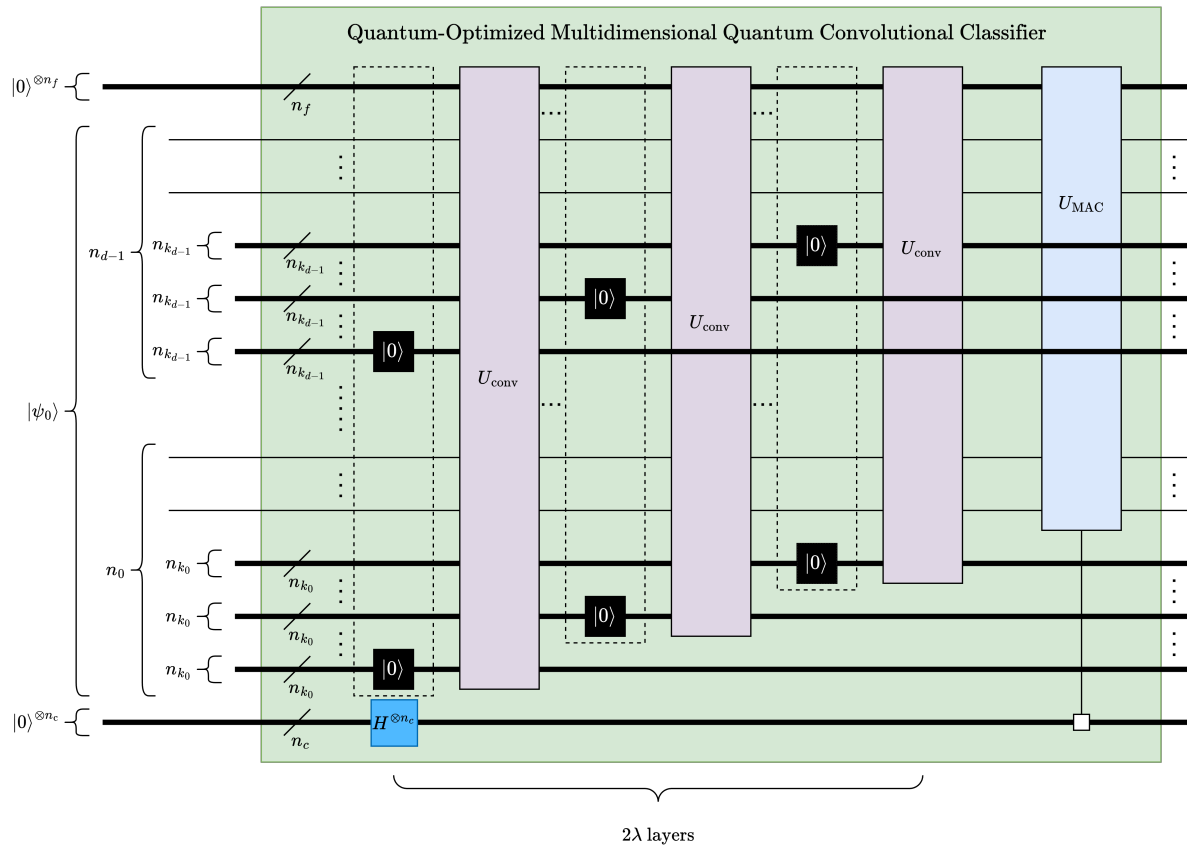 Quantum-Optimized Multidimensional Quantum Convolutional Classifier
|0⟩^{⊗n_f}
n_f
...
...
U_MAC
n_{d−1}
n_{k_{d−1}}
|0⟩
U_conv
n_{k_{d−1}}
n_{k_{d−1}}
|0⟩
n_{k_{d−1}}
U_conv
n_{k_{d−1}}
|0⟩
n_{k_{d−1}}
U_conv
|ψ_0⟩
...
...
n_0
n_{k_0}
|0⟩
n_{k_0}
n_{k_0}
|0⟩
n_{k_0}
n_{k_0}
|0⟩
n_{k_0}
|0⟩^{⊗n_c}
H^{⊗n_c}
n_c
2λ layers